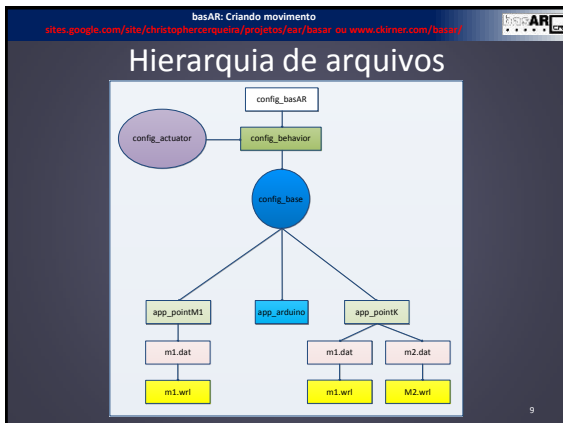 basAR: Criando movimento
sites.google.com/site/christophercerqueira/projetos/ear/basar ou www.ckirner.com/basar/
basAR
Hierarquia de arquivos
config_basAR
config_actuator
config_behavior
config_base
app_pointM1
app_arduino
app_pointK
m1.dat
m1.dat
m2.dat
m1.wrl
m1.wrl
M2.wrl
9